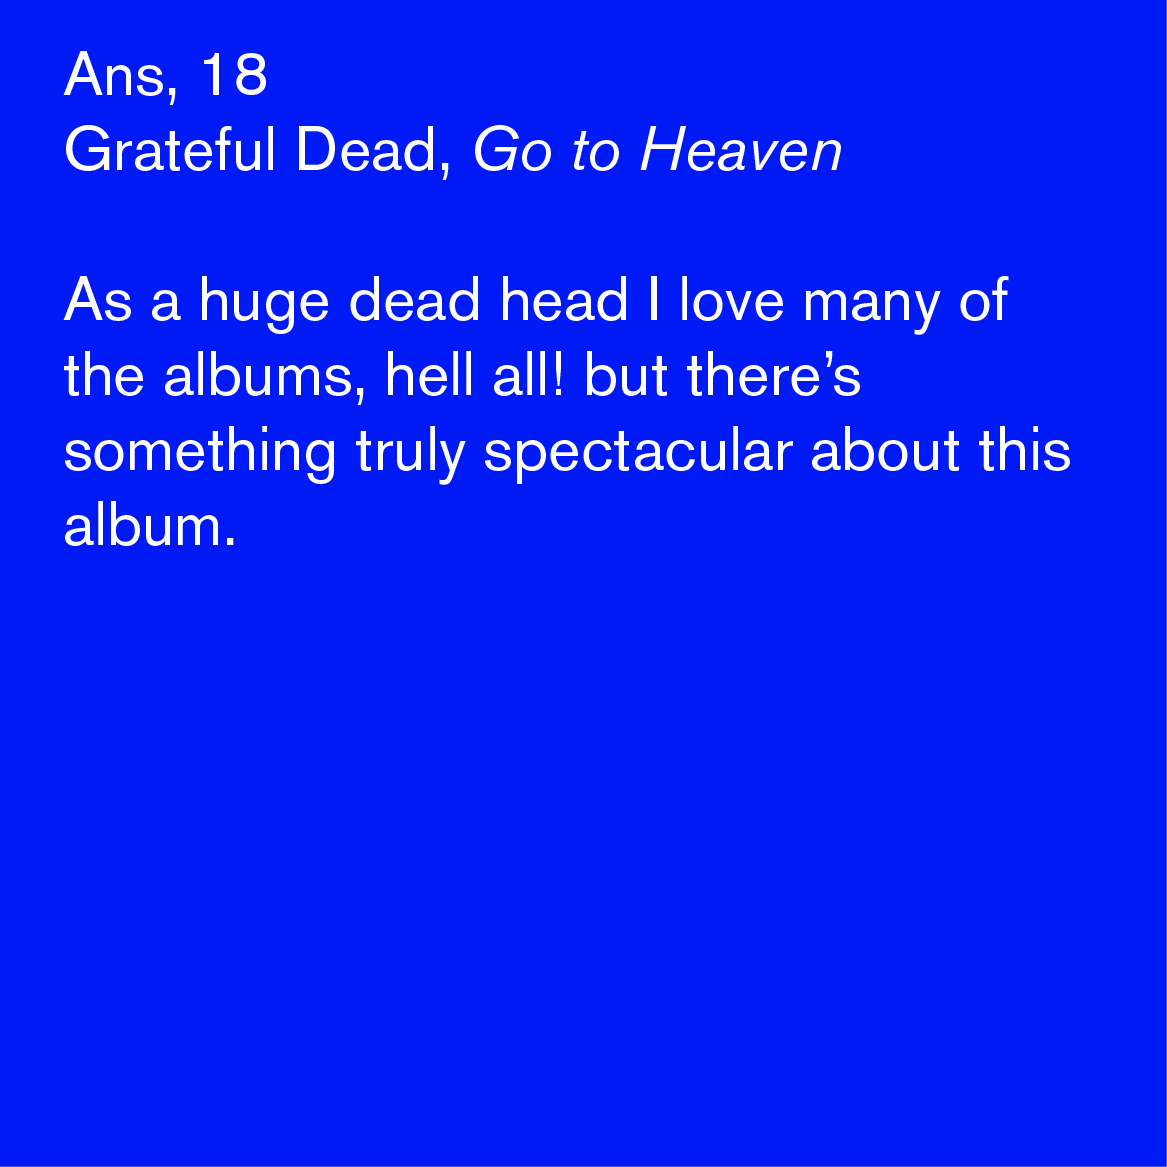 Ans, 18
Grateful Dead, Go to Heaven
As a huge dead head I love many of
the albums, hell all! but there’s
something truly spectacular about this
album.